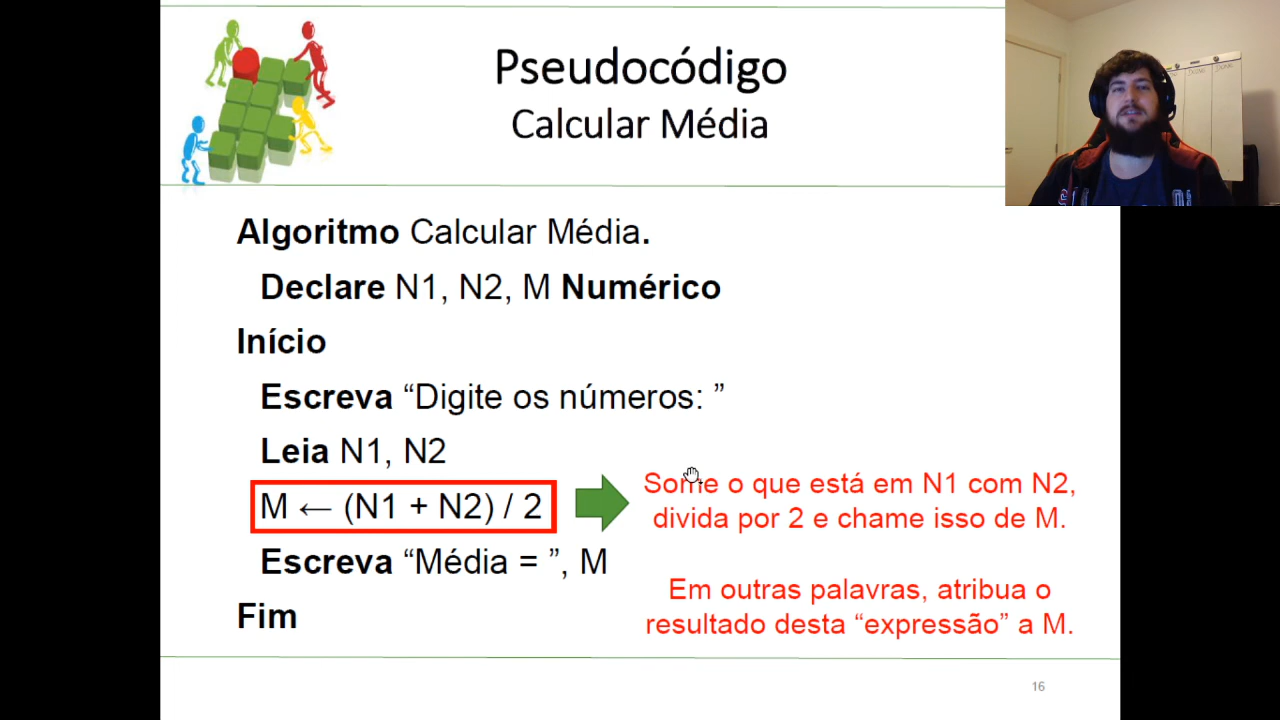 Pseudocódigo
Calcular Média
Algoritmo Calcular Média.
Declare N1, N2, M Numérico
Início
Escreva “Digite os números: ”
Leia N1, N2
M ← (N1 + N2) / 2
Some o que está em N1 com N2,
divida por 2 e chame isso de M.
Escreva “Média = ”, M
Em outras palavras, atribua o
resultado desta “expressão” a M.
Fim
16